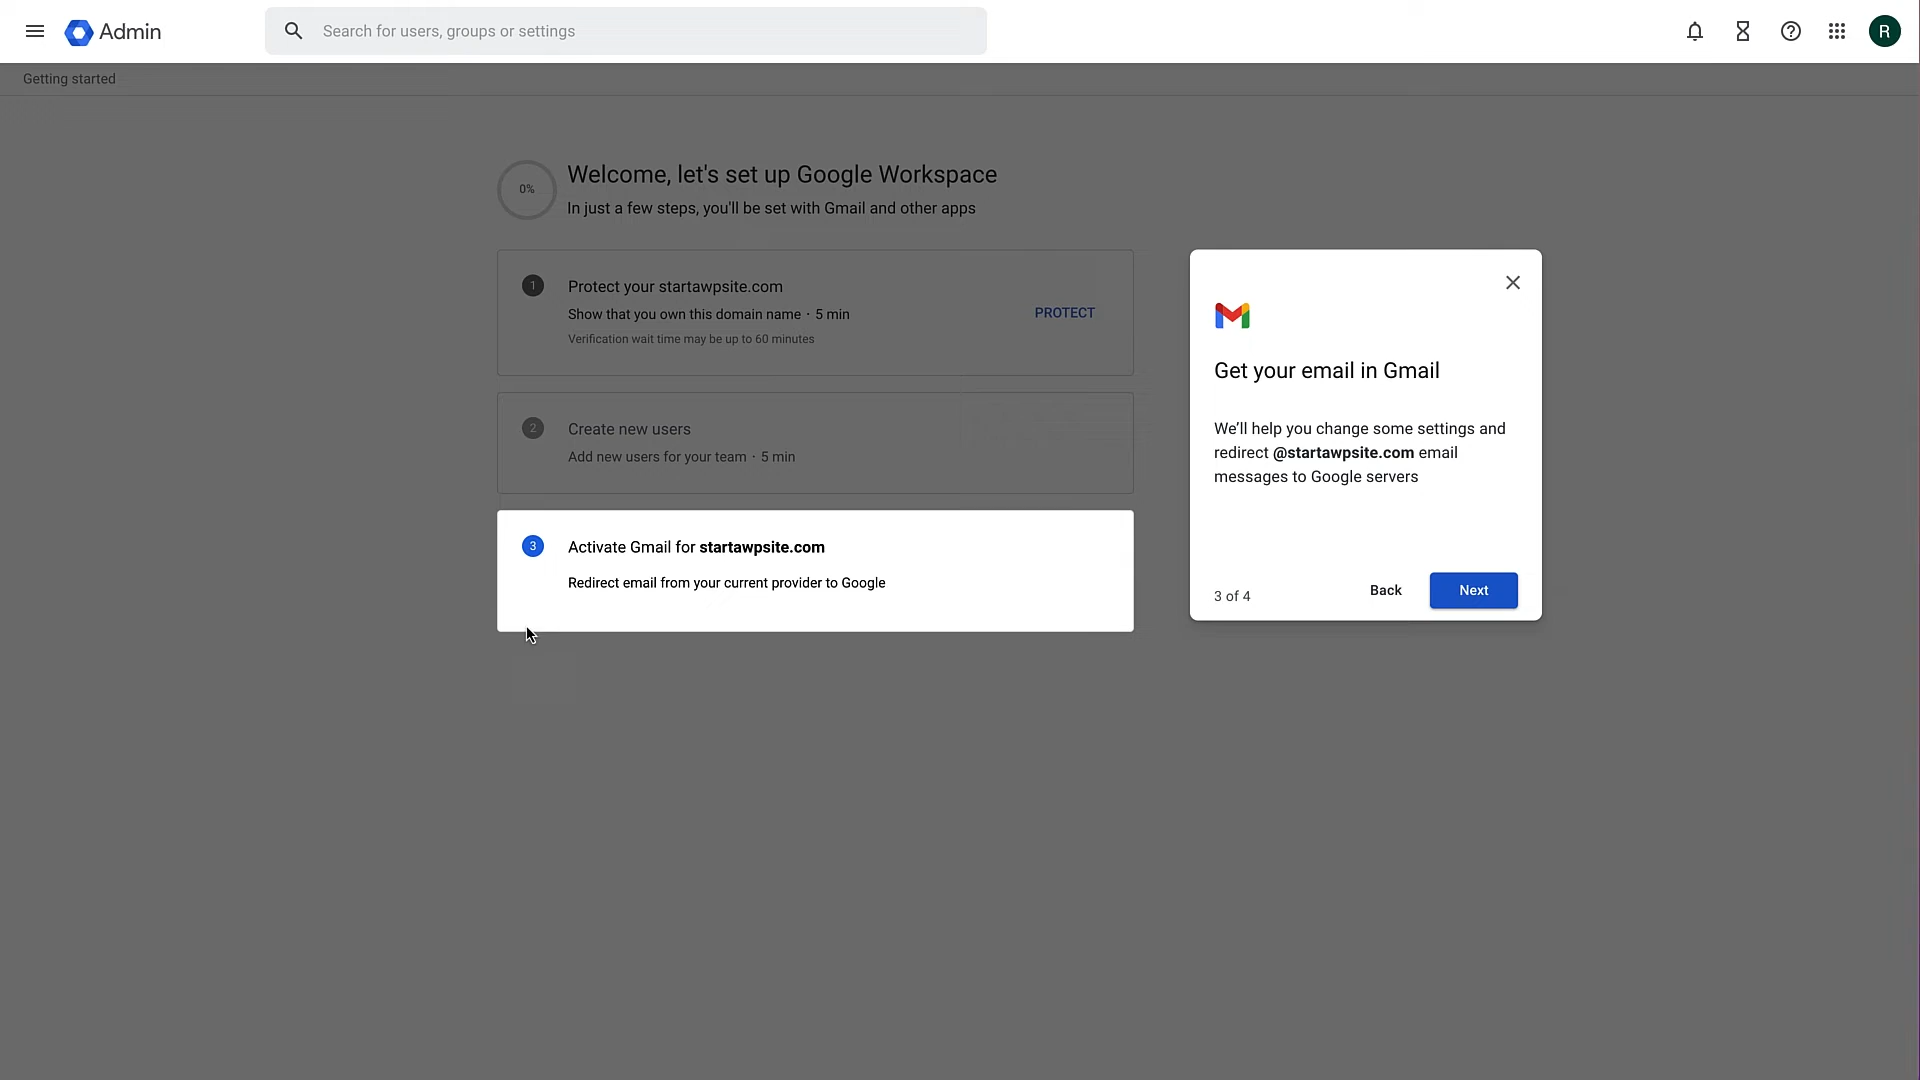 Admin
Search for users, groups or settings
R
Getting started
0%
Welcome, let's set up Google Workspace
In just a few steps, you'll be set with Gmail and other apps
1
Protect your startawpsite.com
Show that you own this domain name · 5 min
Verification wait time may be up to 60 minutes
PROTECT
2
Create new users
Add new users for your team · 5 min
3
Activate Gmail for startawpsite.com
Redirect email from your current provider to Google
Get your email in Gmail
We’ll help you change some settings and
redirect @startawpsite.com email
messages to Google servers
3 of 4
Back
Next